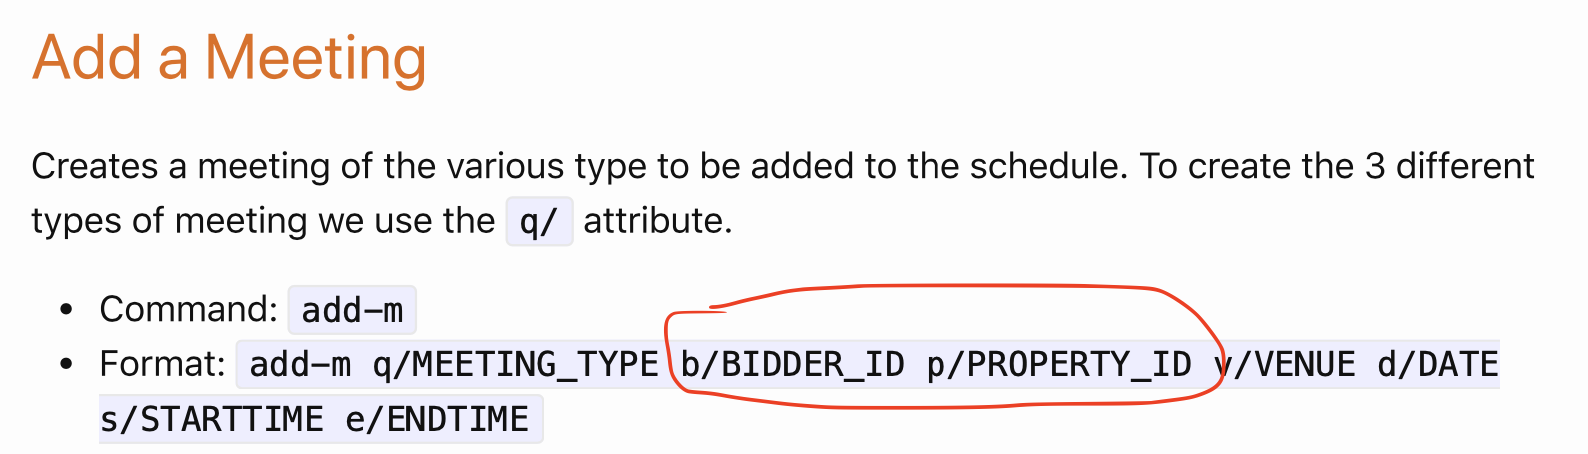 Add a Meeting
Creates a meeting of the various type to be added to the schedule. To create the 3 different
types of meeting we use the q/ attribute.
• Command: add-m
• Format: add-m q/MEETING_TYPE b/BIDDER_ID p/PROPERTY_ID v/VENUE d/DATE
s/STARTTIME e/ENDTIME